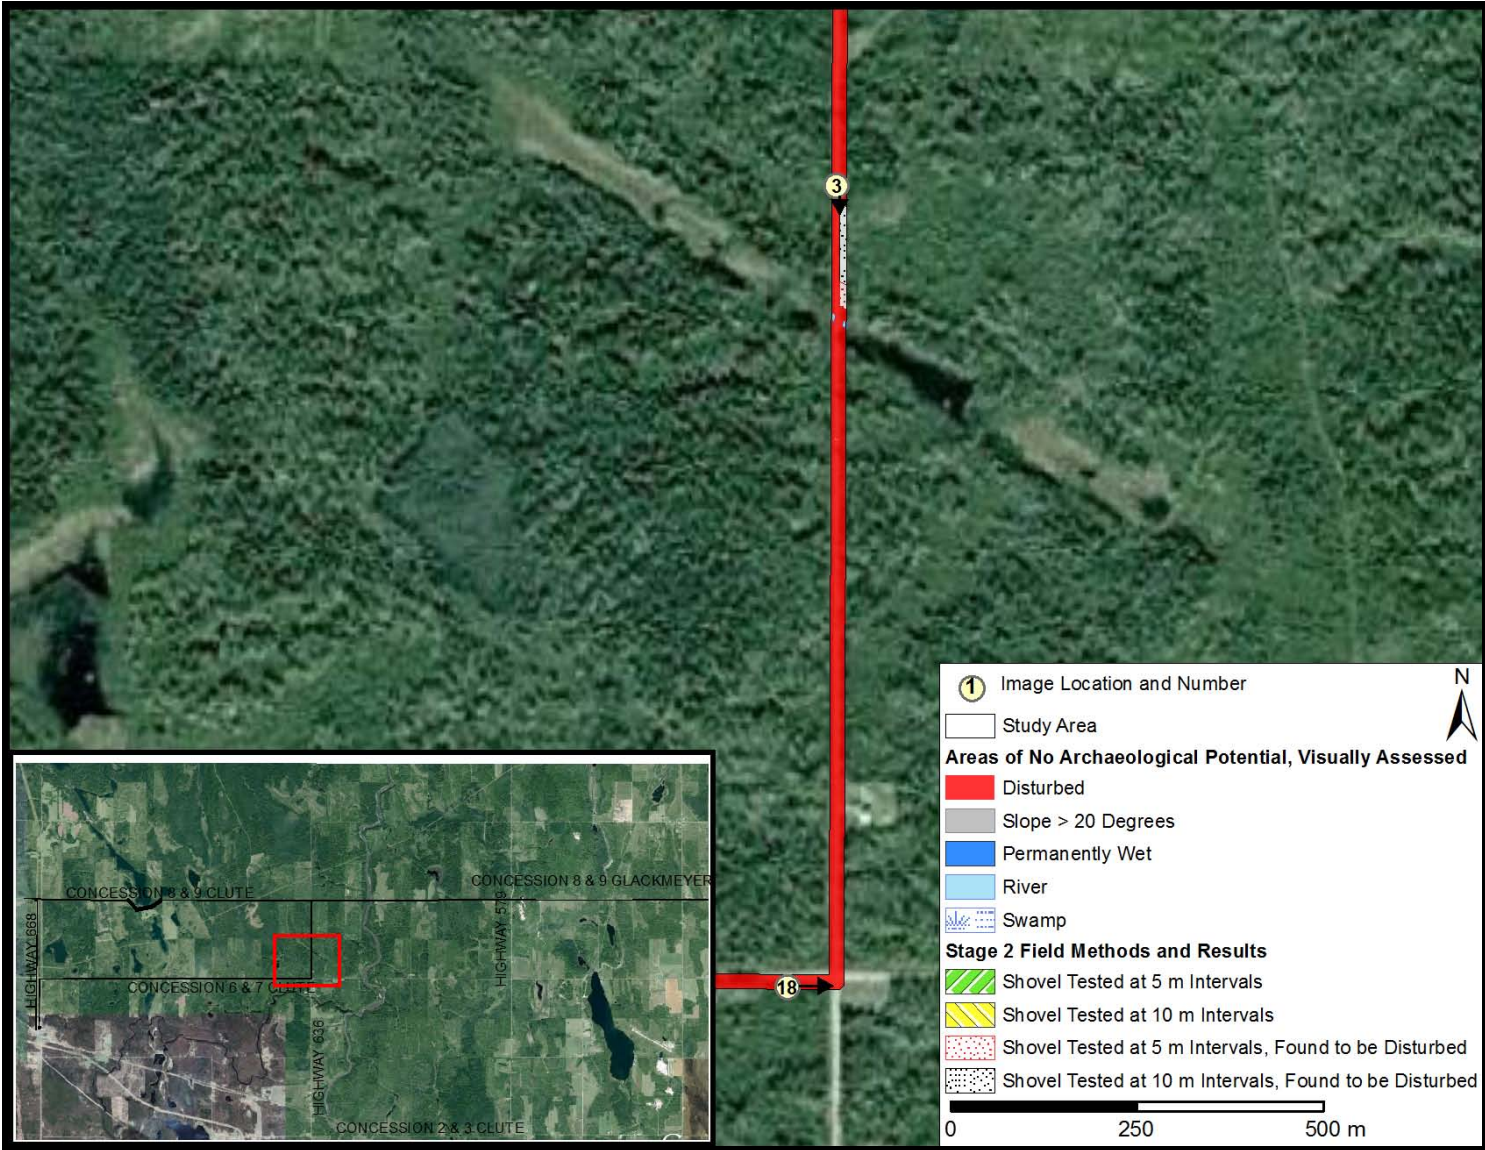 3
18
1 Image Location and Number
N
Study Area
Areas of No Archaeological Potential, Visually Assessed
Disturbed
Slope > 20 Degrees
Permanently Wet
River
Swamp
Stage 2 Field Methods and Results
Shovel Tested at 5 m Intervals
Shovel Tested at 10 m Intervals
Shovel Tested at 5 m Intervals, Found to be Disturbed
Shovel Tested at 10 m Intervals, Found to be Disturbed
0 250 500 m
CONCESSION 8 & 9 CLUTE
CONCESSION 8 & 9 GLACKMEYER
HIGHWAY 668
HIGHWAY 579
CONCESSION 6 & 7 CLUTE
HIGHWAY 636
CONCESSION 2 & 3 CLUTE